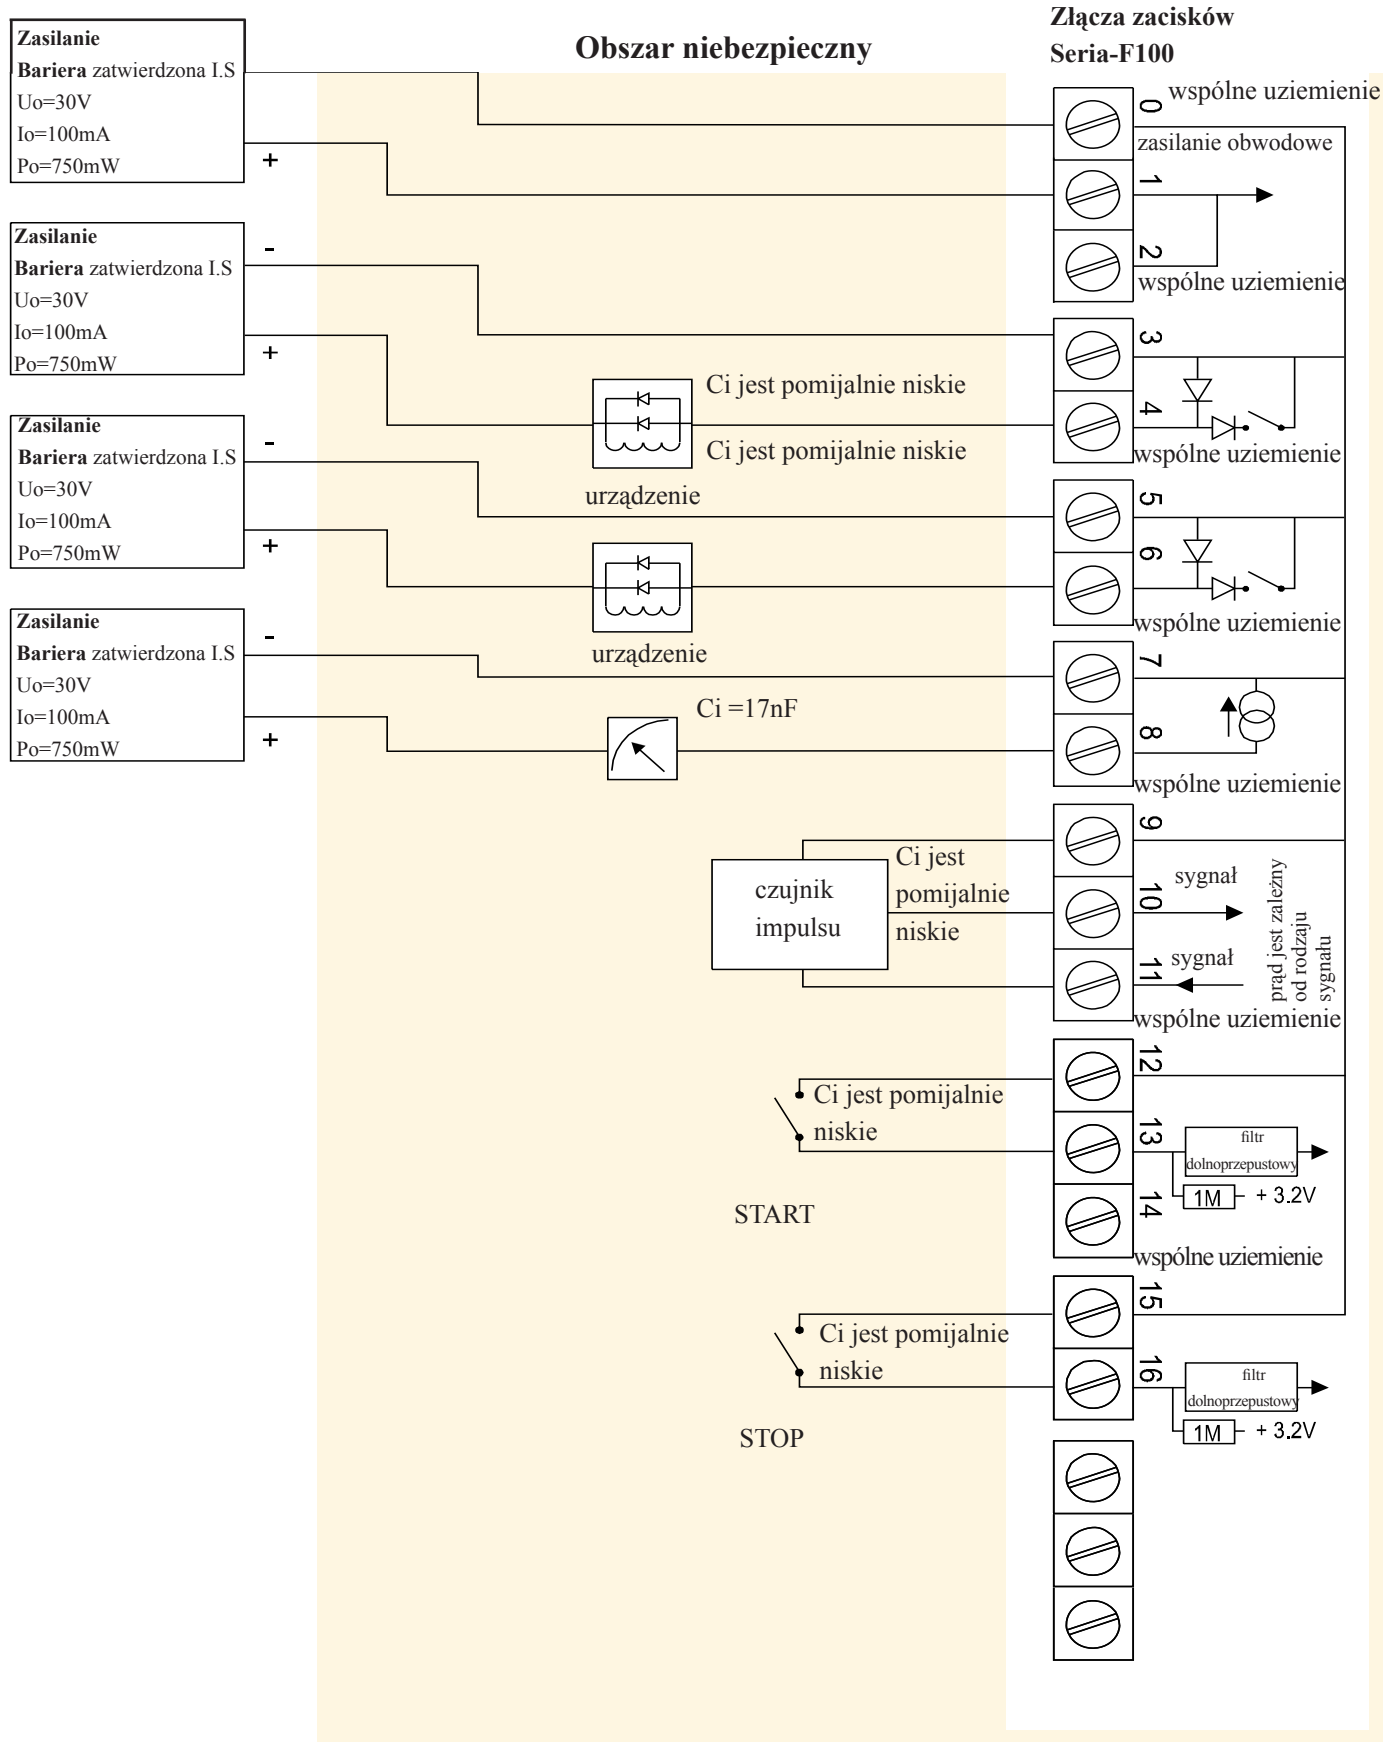 Złącza zacisków
Seria-F100
Obszar niebezpieczny
Zasilanie
Bariera zatwierdzona I.S
Uo=30V
Io=100mA
Po=750mW
+
Zasilanie
Bariera zatwierdzona I.S
Uo=30V
Io=100mA
Po=750mW
-
+
Zasilanie
Bariera zatwierdzona I.S
Uo=30V
Io=100mA
Po=750mW
-
+
Zasilanie
Bariera zatwierdzona I.S
Uo=30V
Io=100mA
Po=750mW
-
+
Ci jest pomijalnie niskie
Ci jest pomijalnie niskie
urządzenie
urządzenie
Ci =17nF
czujnik
impulsu
Ci jest
pomijalnie
niskie
Ci jest pomijalnie
niskie
START
Ci jest pomijalnie
niskie
STOP
0
wspólne uziemienie
zasilanie obwodowe
1
2
wspólne uziemienie
3
4
wspólne uziemienie
5
6
wspólne uziemienie
7
8
wspólne uziemienie
9
10
sygnał
11
sygnał
prąd jest zależny
od rodzaju
sygnału
wspólne uziemienie
12
13
filtr
dolnoprzepustowy
1M
+ 3.2V
14
wspólne uziemienie
15
16
filtr
dolnoprzepustowy
1M
+ 3.2V